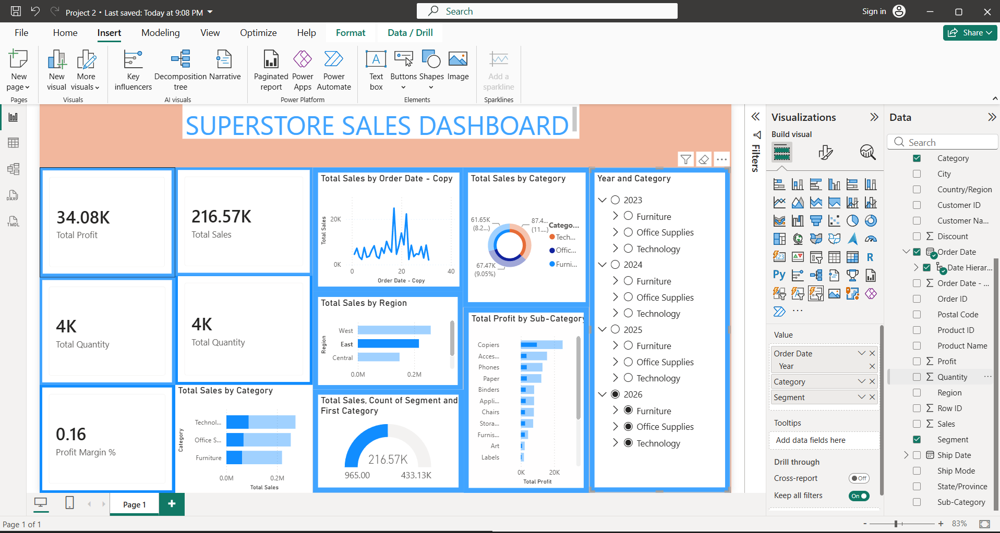 Project 2 • Last saved: Today at 9:08 PM
Search
Sign in
File Home Insert Modeling View Optimize Help Format Data / Drill
Share
New page
Pages
New visual
More visuals
Visuals
Key influencers
Decomposition tree
Narrative
AI visuals
Paginated report
Power Apps
Power Automate
Power Platform
Text box
Buttons
Shapes
Image
Elements
Add a sparkline
Sparklines
DAX
TMDL
SUPERSTORE SALES DASHBOARD
34.08K
Total Profit
216.57K
Total Sales
4K
Total Quantity
4K
Total Quantity
0.16
Profit Margin %
Total Sales by Category
Category
Technol...
Office S...
Furniture
0.0M 0.2M
Total Sales
Total Sales by Order Date - Copy
Total Sales
20K
0K
0 20 40
Order Date - Copy
Total Sales by Region
Region
West
East
Central
0.0M 0.2M
Total Sales, Count of Segment and
First Category
216.57K
965.00 433.13K
Total Sales by Category
61.65K
(8.2...)
87.4...
(11....)
67.47K
(9.05%)
Catego...
Tech...
Offic...
Furni...
Total Profit by Sub-Category
Copiers
Acces...
Phones
Paper
Binders
Appli...
Chairs
Stora...
Furnis...
Art
Labels
0K 20K
Total Profit
Year and Category
2023
Furniture
Office Supplies
Technology
2024
Furniture
Office Supplies
Technology
2025
Furniture
Office Supplies
Technology
2026
Furniture
Office Supplies
Technology
Filters
Visualizations
Build visual
123
R
Py
...
Value
Order Date
Year
Category
Segment
Tooltips
Add data fields here
Drill through
Cross-report
Off
Keep all filters
On
Data
Search
Category
City
Country/Region
Customer ID
Customer Na...
Discount
Order Date
Date Hierar...
Order Date - ...
Order ID
Postal Code
Product ID
Product Name
Profit
Quantity ...
Region
Row ID
Sales
Segment
Ship Date
Ship Mode
State/Province
Sub-Category
Page 1
+
Page 1 of 1
- + 83%